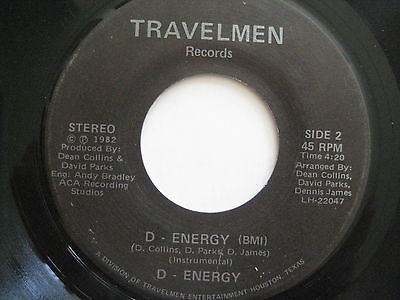 TRAVELMEN
Records
STEREO
© ℗ 1982
Produced By:
Dean Collins &
David Parks
Eng: Andy Bradley
ACA Recording
Studios
SIDE 2
45 RPM
Time 4:20
Arranged By:
Dean Collins,
David Parks,
Dennis James
LH-22047
D - ENERGY (BMI)
(D. Collins, D. Parks, D. James)
(Instrumental)
D - ENERGY
A DIVISION OF TRAVELMEN ENTERTAINMENT HOUSTON, TEXAS